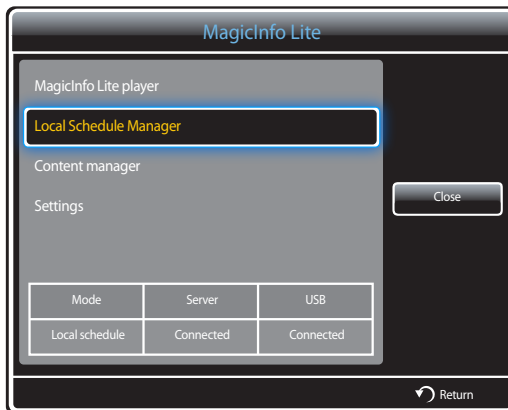 MagicInfo Lite
MagicInfo Lite player
Local Schedule Manager
Content manager
Settings
Close
Mode Server USB
Local schedule Connected Connected
Return